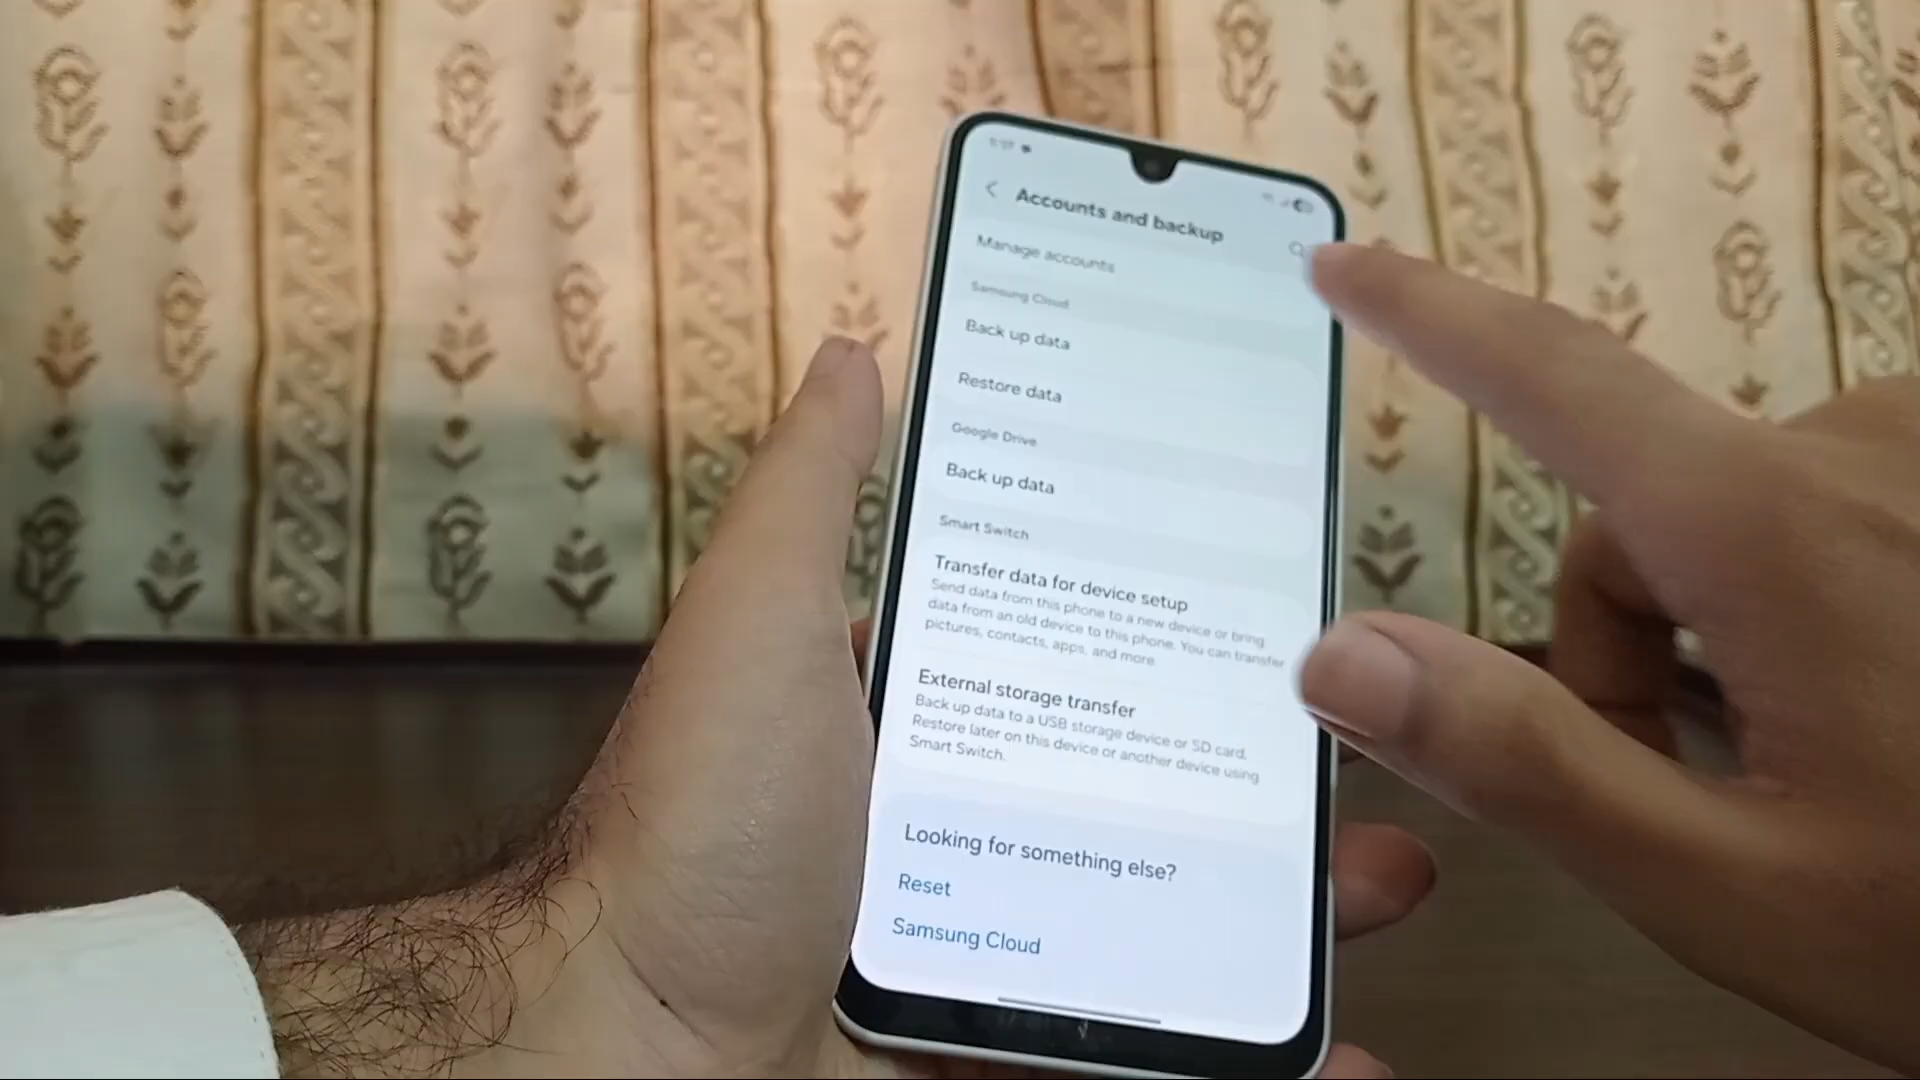 Accounts and backup
Manage accounts
Samsung Cloud
Back up data
Restore data
Google Drive
Back up data
Smart Switch
Transfer data for device setup
Send data from this phone to a new device or bring
data from an old device to this phone. You can transfer
pictures, contacts, apps, and more.
External storage transfer
Back up data to a USB storage device or SD card.
Restore later on this device or another device using
Smart Switch.
Looking for something else?
Reset
Samsung Cloud